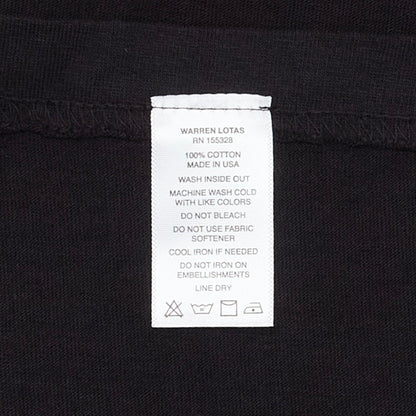 WARREN LOTAS
RN 155328
100% COTTON
MADE IN USA
WASH INSIDE OUT
MACHINE WASH COLD
WITH LIKE COLORS
DO NOT BLEACH
DO NOT USE FABRIC
SOFTENER
COOL IRON IF NEEDED
DO NOT IRON ON
EMBELLISHMENTS
LINE DRY